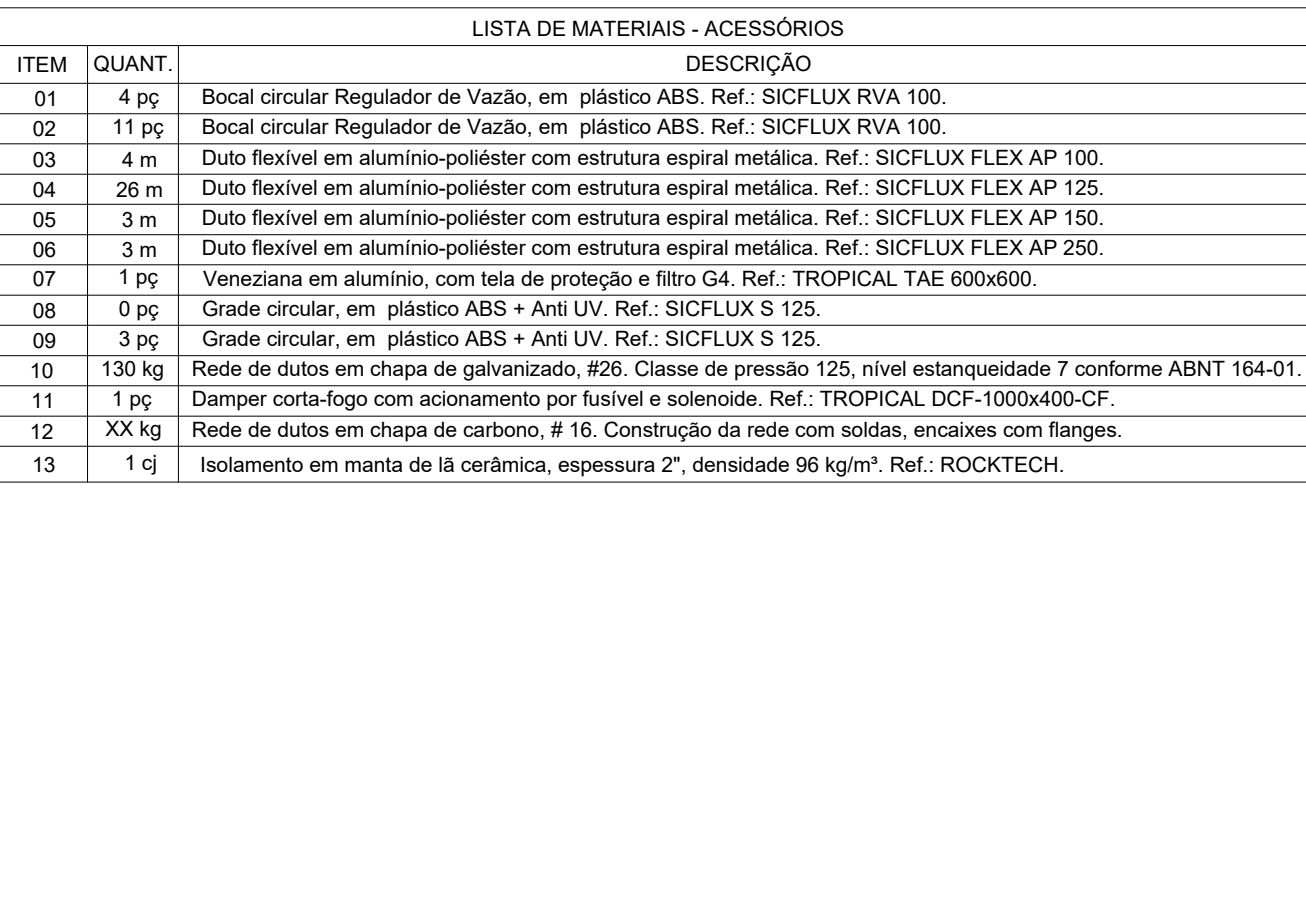 LISTA DE MATERIAIS - ACESSÓRIOS
ITEM QUANT. DESCRIÇÃO
01 4 pç Bocal circular Regulador de Vazão, em plástico ABS. Ref.: SICFLUX RVA 100.
02 11 pç Bocal circular Regulador de Vazão, em plástico ABS. Ref.: SICFLUX RVA 100.
03 4 m Duto flexível em alumínio-poliéster com estrutura espiral metálica. Ref.: SICFLUX FLEX AP 100.
04 26 m Duto flexível em alumínio-poliéster com estrutura espiral metálica. Ref.: SICFLUX FLEX AP 125.
05 3 m Duto flexível em alumínio-poliéster com estrutura espiral metálica. Ref.: SICFLUX FLEX AP 150.
06 3 m Duto flexível em alumínio-poliéster com estrutura espiral metálica. Ref.: SICFLUX FLEX AP 250.
07 1 pç Veneziana em alumínio, com tela de proteção e filtro G4. Ref.: TROPICAL TAE 600x600.
08 0 pç Grade circular, em plástico ABS + Anti UV. Ref.: SICFLUX S 125.
09 3 pç Grade circular, em plástico ABS + Anti UV. Ref.: SICFLUX S 125.
10 130 kg Rede de dutos em chapa de galvanizado, #26. Classe de pressão 125, nível estanqueidade 7 conforme ABNT 164-01.
11 1 pç Damper corta-fogo com acionamento por fusível e solenoide. Ref.: TROPICAL DCF-1000x400-CF.
12 XX kg Rede de dutos em chapa de carbono, # 16. Construção da rede com soldas, encaixes com flanges.
13 1 cj Isolamento em manta de lã cerâmica, espessura 2", densidade 96 kg/m³. Ref.: ROCKTECH.